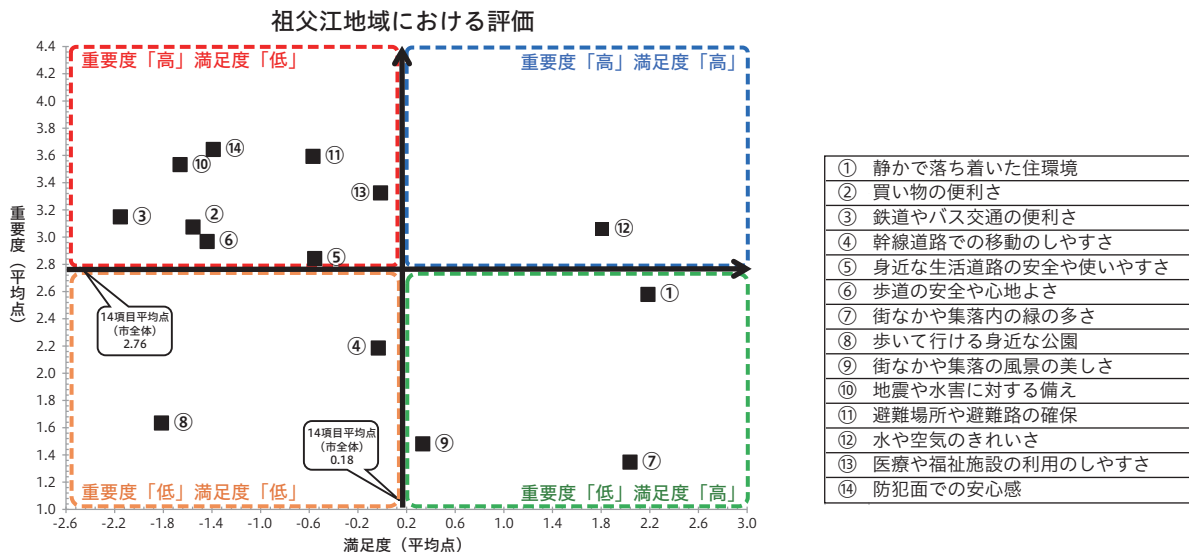 祖父江地域における評価
重要度（平均点）
4.4
4.2
4.0
3.8
3.6
3.4
3.2
3.0
2.8
2.6
2.4
2.2
2.0
1.8
1.6
1.4
1.2
1.0
重要度「高」満足度「低」
重要度「高」満足度「高」
⑭
⑩
⑪
⑬
③
②
⑥
⑤
⑫
①
14項目平均点
（市全体）
2.76
④
⑧
14項目平均点
（市全体）
0.18
⑨
⑦
重要度「低」満足度「低」
重要度「低」満足度「高」
-2.6 -2.2 -1.8 -1.4 -1.0 -0.6 -0.2 0.2 0.6 1.0 1.4 1.8 2.2 2.6 3.0
満足度（平均点）
① 静かで落ち着いた住環境
② 買い物の便利さ
③ 鉄道やバス交通の便利さ
④ 幹線道路での移動のしやすさ
⑤ 身近な生活道路の安全や使いやすさ
⑥ 歩道の安全や心地よさ
⑦ 街なかや集落内の緑の多さ
⑧ 歩いて行ける身近な公園
⑨ 街なかや集落の風景の美しさ
⑩ 地震や水害に対する備え
⑪ 避難場所や避難路の確保
⑫ 水や空気のきれいさ
⑬ 医療や福祉施設の利用のしやすさ
⑭ 防犯面での安心感